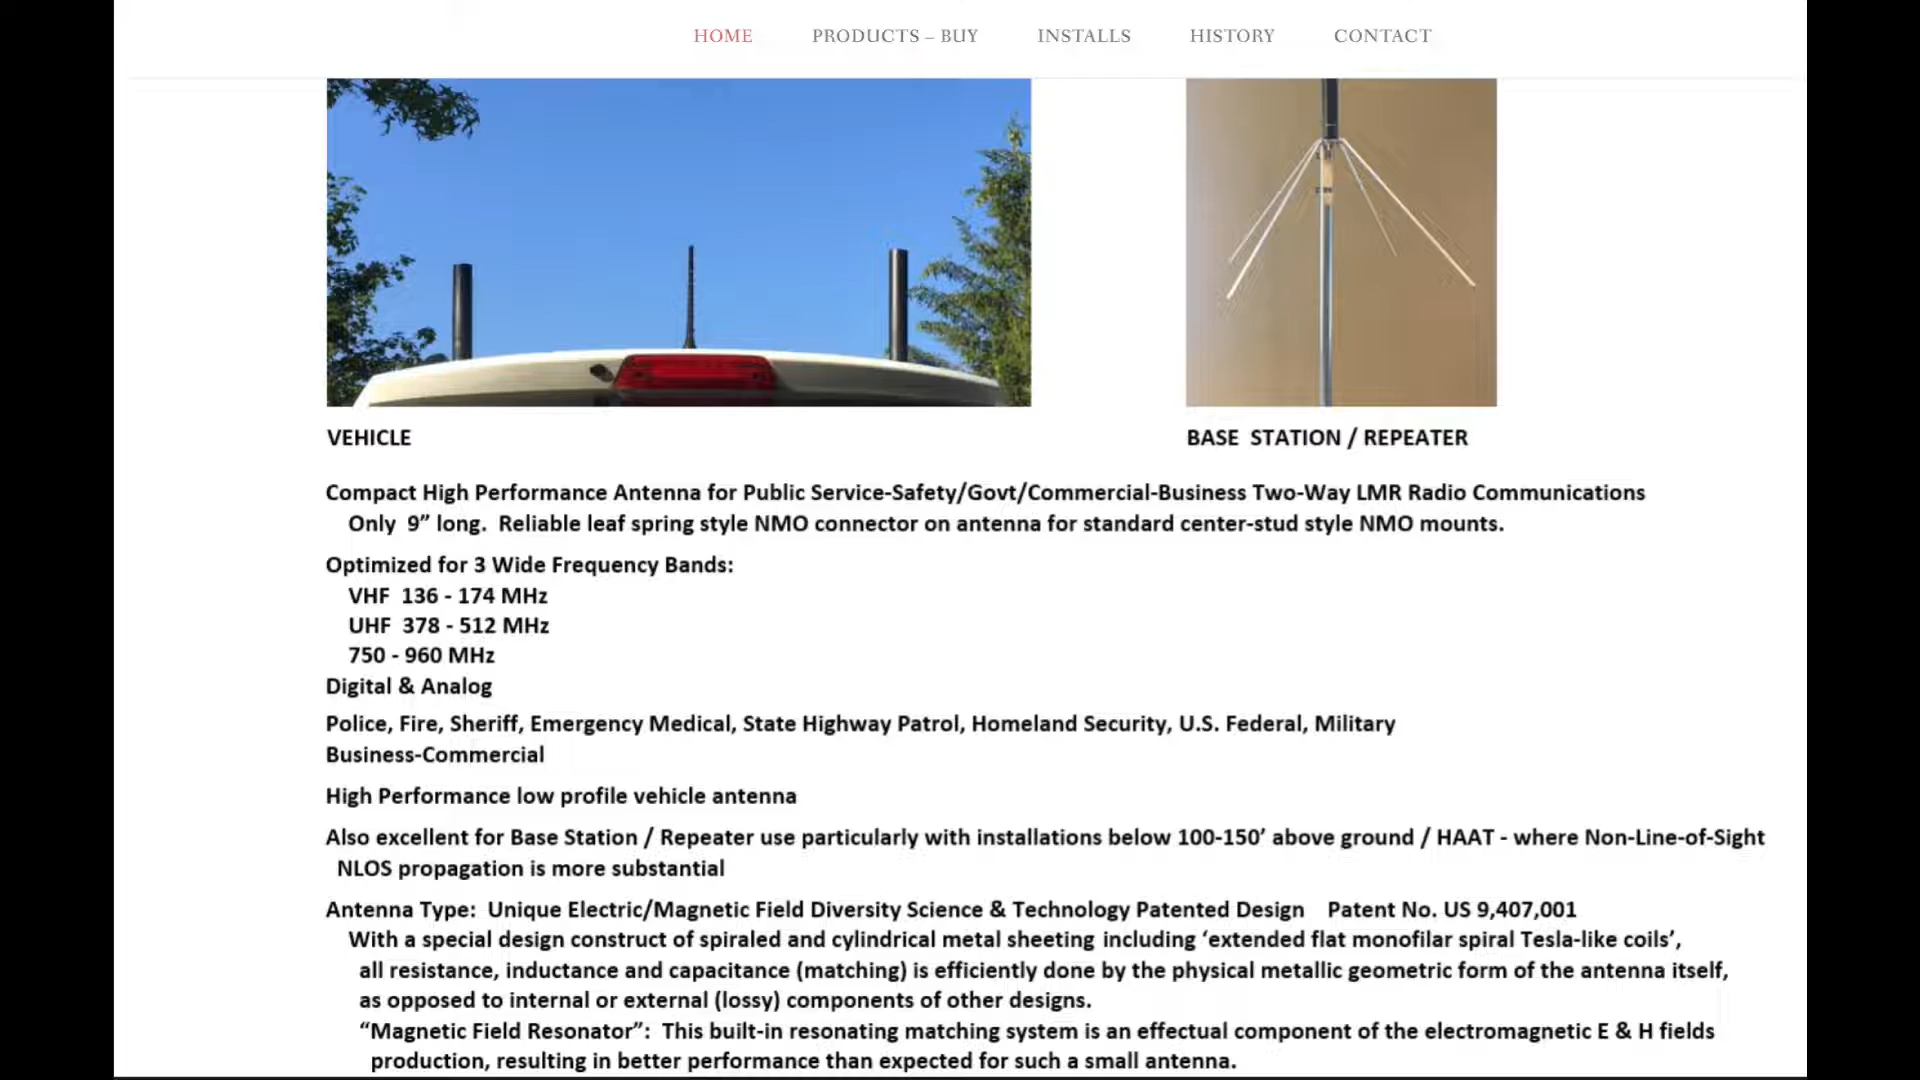 HOME PRODUCTS – BUY INSTALLS HISTORY CONTACT
VEHICLE
BASE STATION / REPEATER
Compact High Performance Antenna for Public Service-Safety/Govt/Commercial-Business Two-Way LMR Radio Communications
Only 9” long. Reliable leaf spring style NMO connector on antenna for standard center-stud style NMO mounts.
Optimized for 3 Wide Frequency Bands:
VHF 136 - 174 MHz
UHF 378 - 512 MHz
750 - 960 MHz
Digital & Analog
Police, Fire, Sheriff, Emergency Medical, State Highway Patrol, Homeland Security, U.S. Federal, Military
Business-Commercial
High Performance low profile vehicle antenna
Also excellent for Base Station / Repeater use particularly with installations below 100-150’ above ground / HAAT - where Non-Line-of-Sight
NLOS propagation is more substantial
Antenna Type: Unique Electric/Magnetic Field Diversity Science & Technology Patented Design Patent No. US 9,407,001
With a special design construct of spiraled and cylindrical metal sheeting including ‘extended flat monofilar spiral Tesla-like coils’,
all resistance, inductance and capacitance (matching) is efficiently done by the physical metallic geometric form of the antenna itself,
as opposed to internal or external (lossy) components of other designs.
“Magnetic Field Resonator”: This built-in resonating matching system is an effectual component of the electromagnetic E & H fields
production, resulting in better performance than expected for such a small antenna.